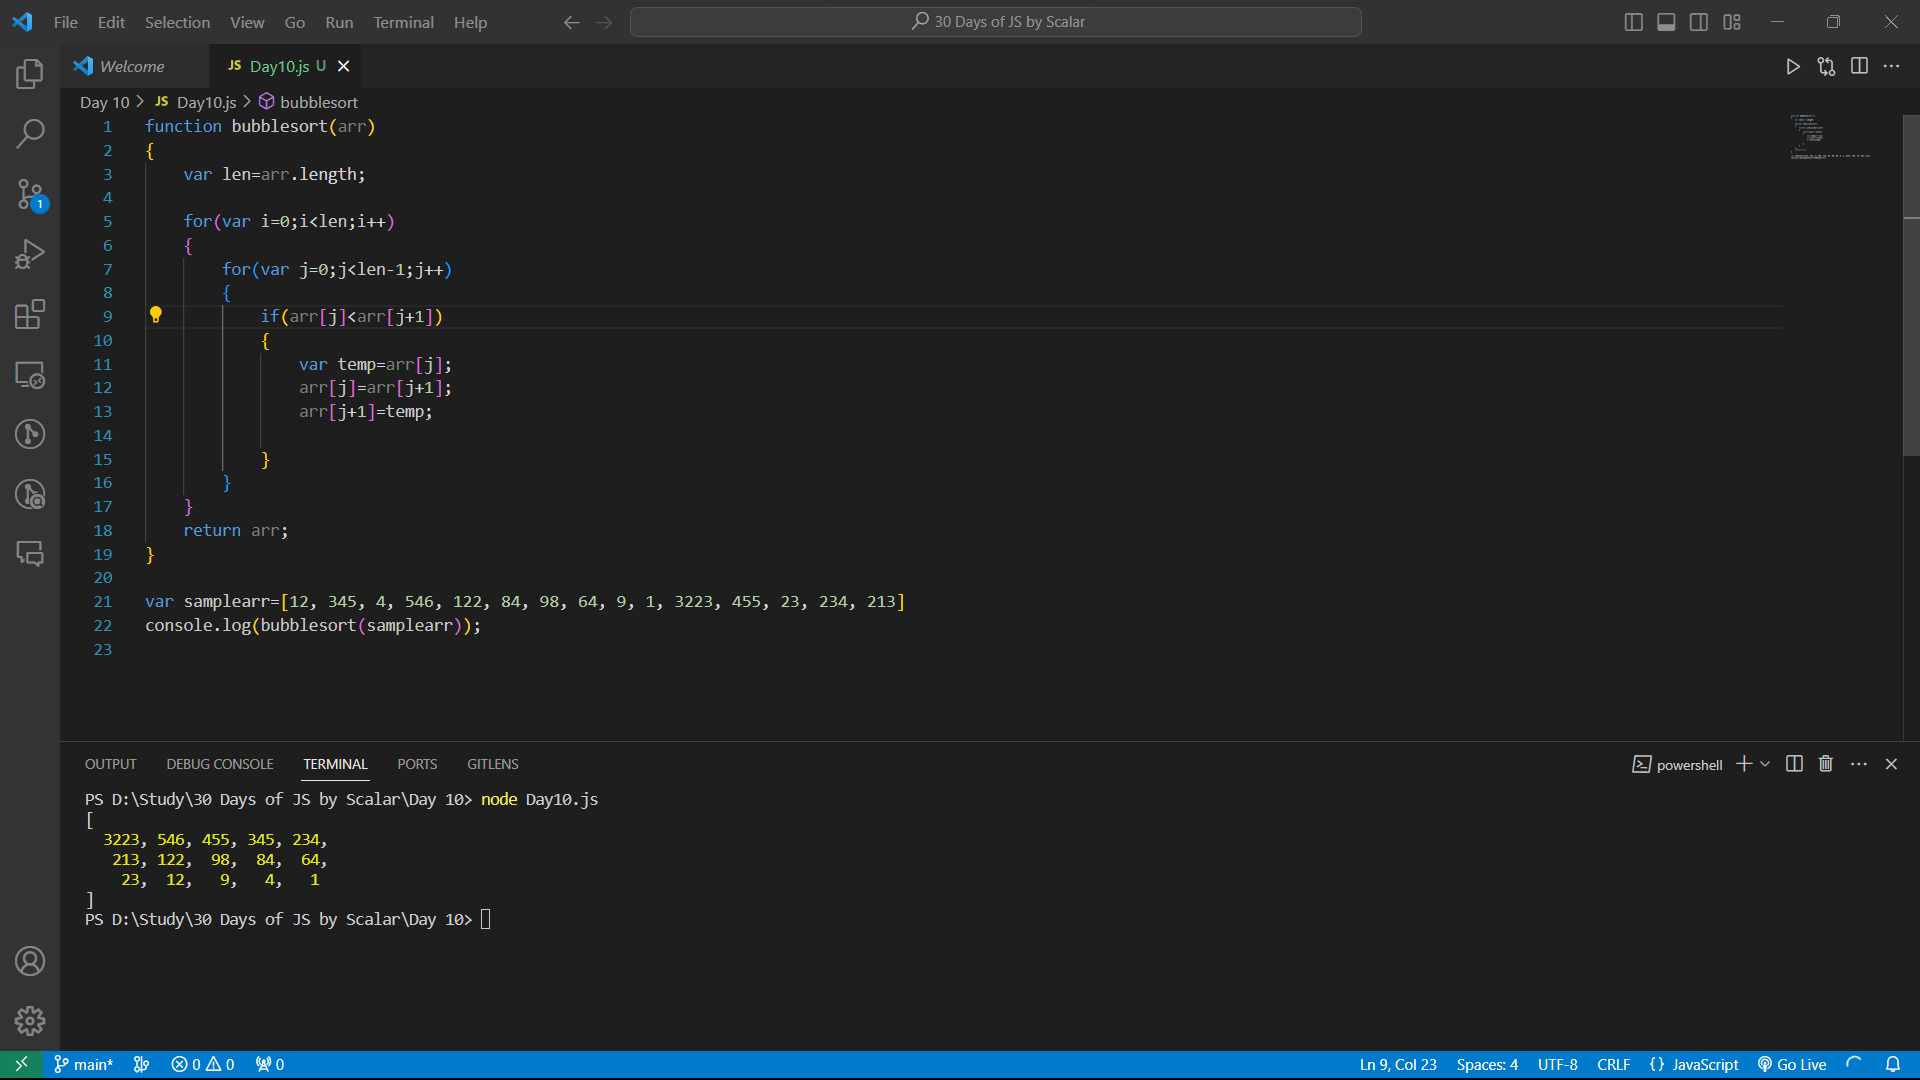 File Edit Selection View Go Run Terminal Help
30 Days of JS by Scalar
Welcome
JS Day10.js U
Day 10 > JS Day10.js > bubblesort
1 function bubblesort(arr)
2 {
3 var len=arr.length;
4
5 for(var i=0;i<len;i++)
6 {
7 for(var j=0;j<len-1;j++)
8 {
9 if(arr[j]<arr[j+1])
10 {
11 var temp=arr[j];
12 arr[j]=arr[j+1];
13 arr[j+1]=temp;
14
15 }
16 }
17 }
18 return arr;
19 }
20
21 var samplearr=[12, 345, 4, 546, 122, 84, 98, 64, 9, 1, 3223, 455, 23, 234, 213]
22 console.log(bubblesort(samplearr));
23
1
OUTPUT DEBUG CONSOLE TERMINAL PORTS GITLENS
powershell
PS D:\Study\30 Days of JS by Scalar\Day 10> node Day10.js
[
3223, 546, 455, 345, 234,
213, 122, 98, 84, 64,
23, 12, 9, 4, 1
]
PS D:\Study\30 Days of JS by Scalar\Day 10>
main* 0 0 0 Ln 9, Col 23 Spaces: 4 UTF-8 CRLF {} JavaScript Go Live